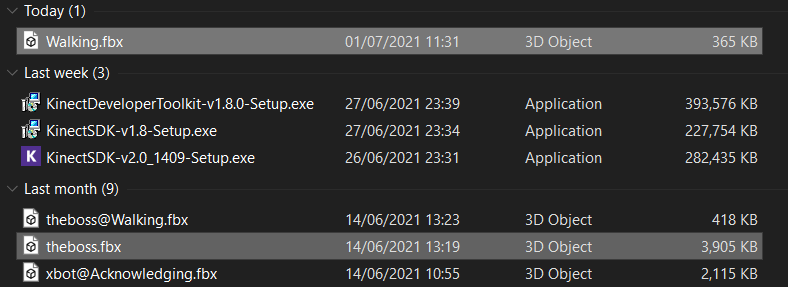 Today (1)
Walking.fbx 01/07/2021 11:31 3D Object 365 KB
Last week (3)
KinectDeveloperToolkit-v1.8.0-Setup.exe 27/06/2021 23:39 Application 393,576 KB
KinectSDK-v1.8-Setup.exe 27/06/2021 23:34 Application 227,754 KB
K KinectSDK-v2.0_1409-Setup.exe 26/06/2021 23:31 Application 282,435 KB
Last month (9)
theboss@Walking.fbx 14/06/2021 13:23 3D Object 418 KB
theboss.fbx 14/06/2021 13:19 3D Object 3,905 KB
xbot@Acknowledging.fbx 14/06/2021 10:55 3D Object 2,115 KB